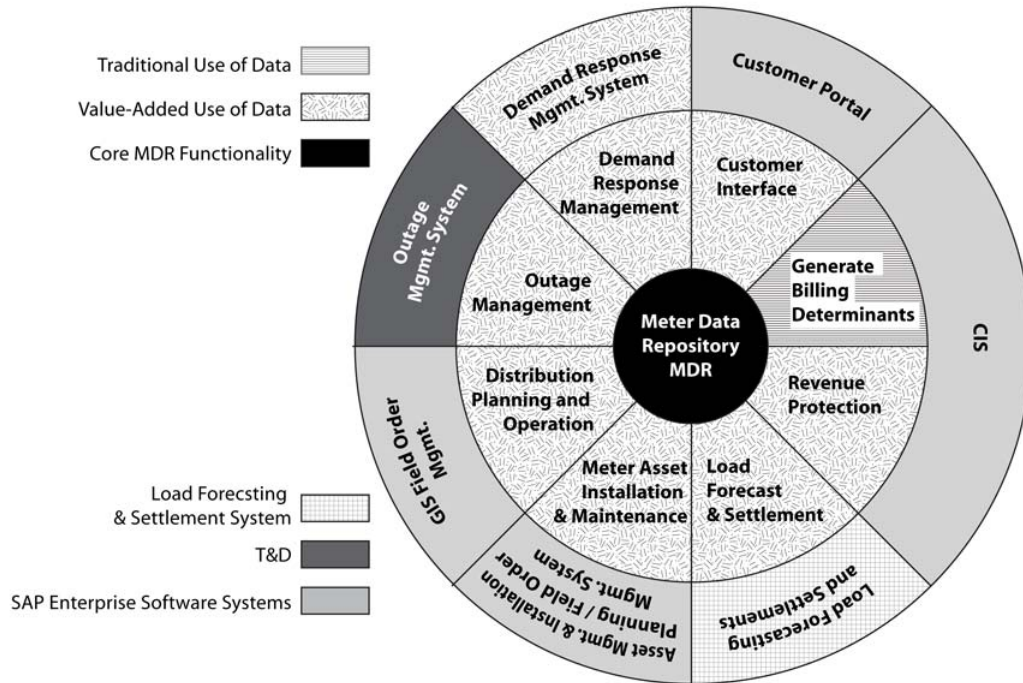 Traditional Use of Data
Value-Added Use of Data
Core MDR Functionality
Load Forecsting
& Settlement System
T&D
SAP Enterprise Software Systems
Demand Response
Mgmt. System
Customer Portal
CIS
Load Forecasting
and Settlements
Asset Mgmt. & Installation
Planning / Field Order
Mgmt. System
GIS Field Order
Mgmt.
Outage
Mgmt. System
Demand
Response
Management
Customer
Interface
Generate
Billing
Determinants
Revenue
Protection
Load
Forecast
& Settlement
Meter Asset
Installation
& Maintenance
Distribution
Planning and
Operation
Outage
Management
Meter Data
Repository
MDR